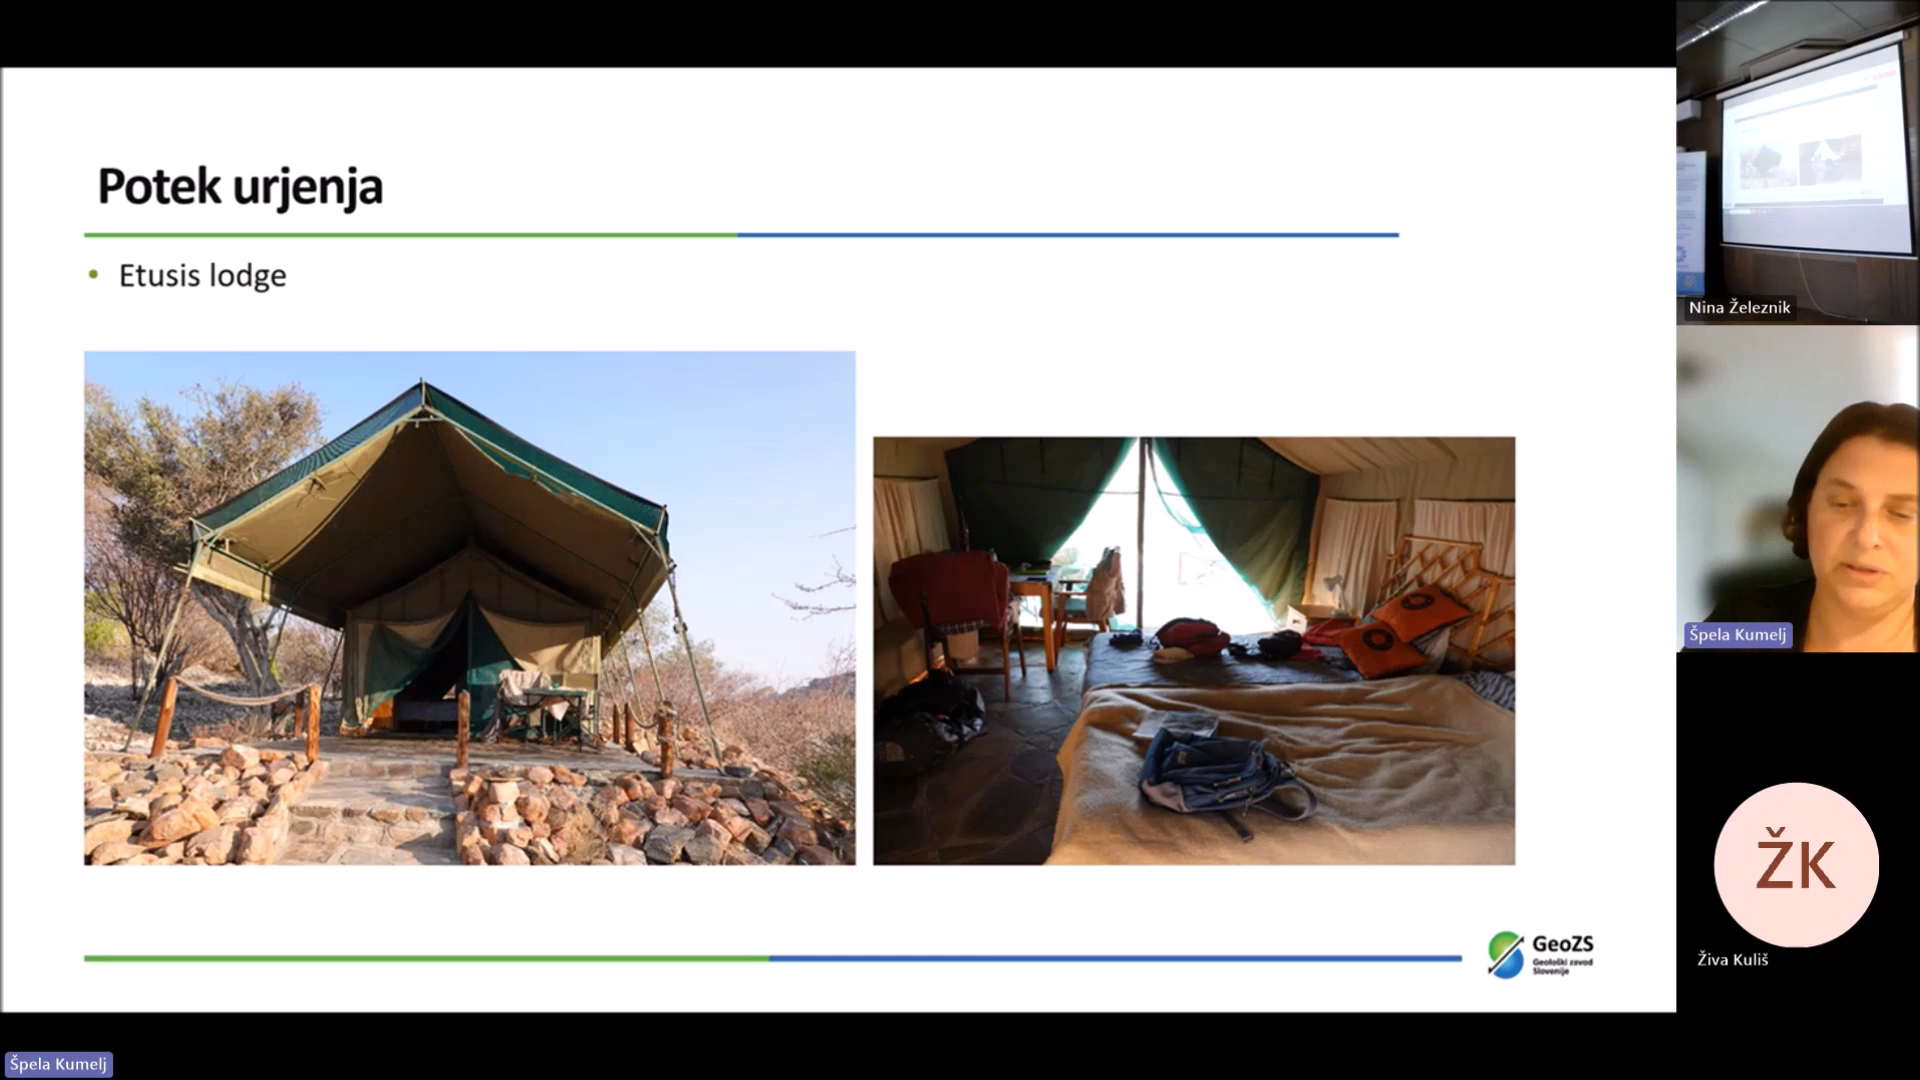 Potek urjenja
• Etusis lodge
GeoZS
Geološki zavod
Slovenije
Nina Železnik
Špela Kumelj
ŽK
Živa Kuliš
Špela Kumelj